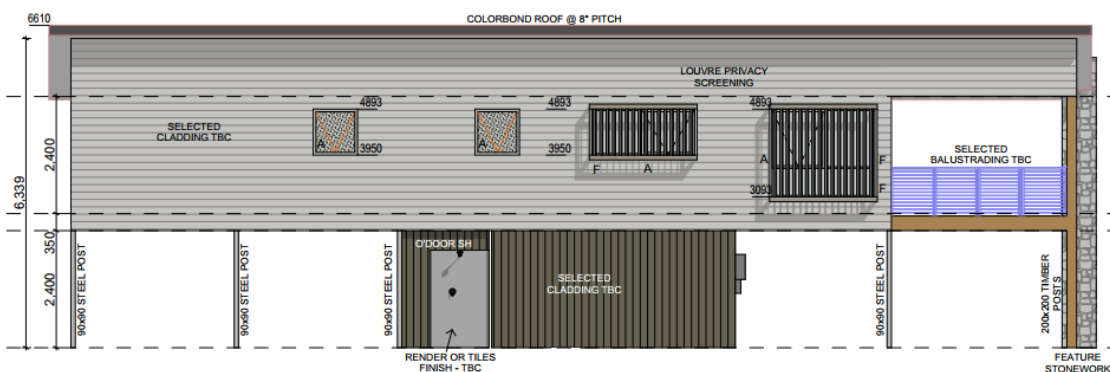 6610
COLORBOND ROOF @ 8° PITCH
LOUVRE PRIVACY
SCREENING
4893
4893
4893
SELECTED
CLADDING TBC
A
3950
A
3950
F
A
A
F
F
3093
SELECTED
BALUSTRADING TBC
2,400
6,339
350
2,400
90x90 STEEL POST
90x90 STEEL POST
90x90 STEEL POST
O'DOOR SH
SELECTED
CLADDING TBC
90x90 STEEL POST
200x200 TIMBER
POSTS
RENDER OR TILES
FINISH - TBC
FEATURE
STONEWORK